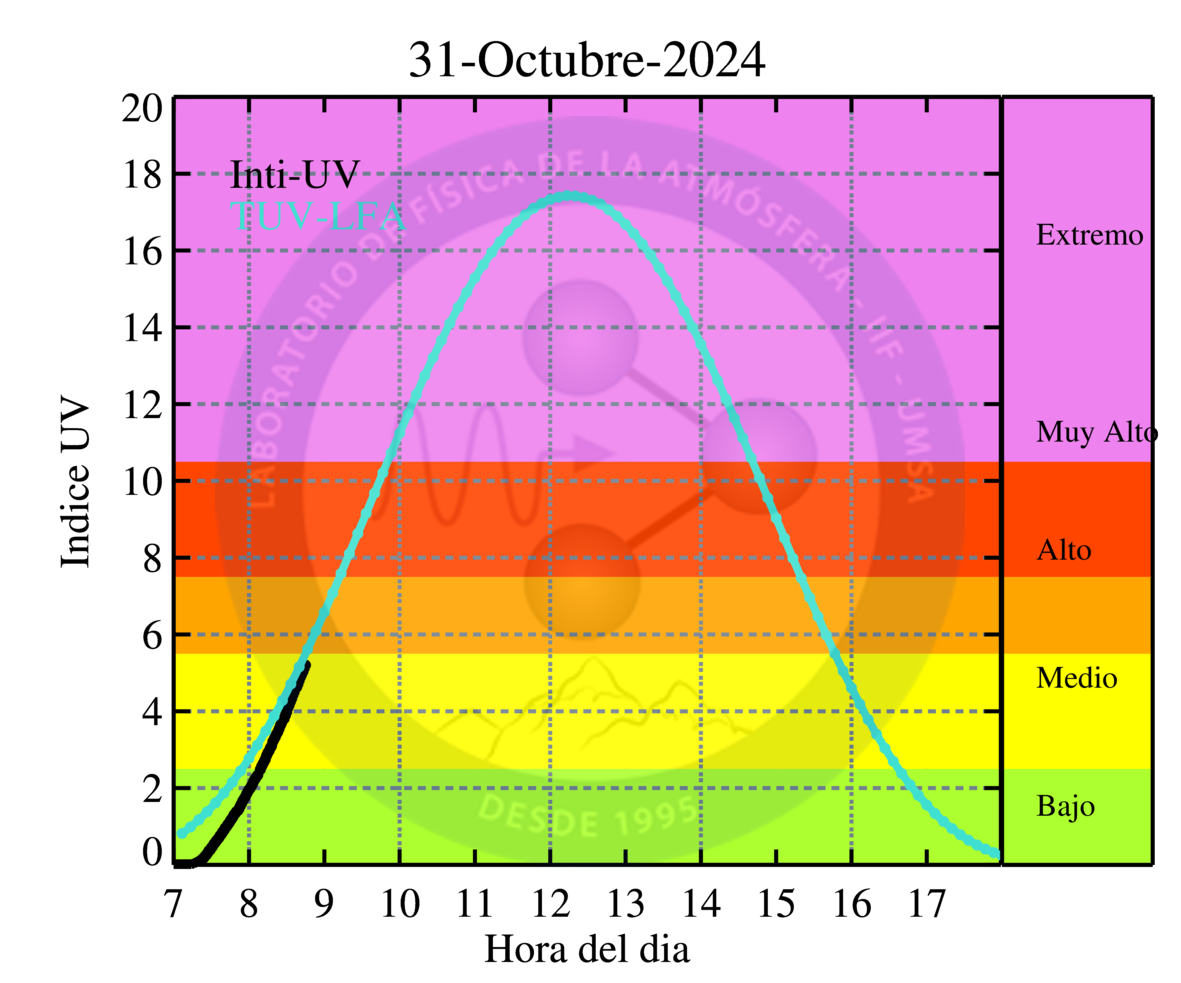 31-Octubre-2024
20
18
16
14
12
10
8
6
4
2
0
Indice UV
Inti-UV
TUV-LFA
LABORATORIO DE FÍSICA DE LA ATMÓSFERA - IIF - UMSA
DESDE 1995
Extremo
Muy Alto
Alto
Medio
Bajo
7 8 9 10 11 12 13 14 15 16 17
Hora del dia